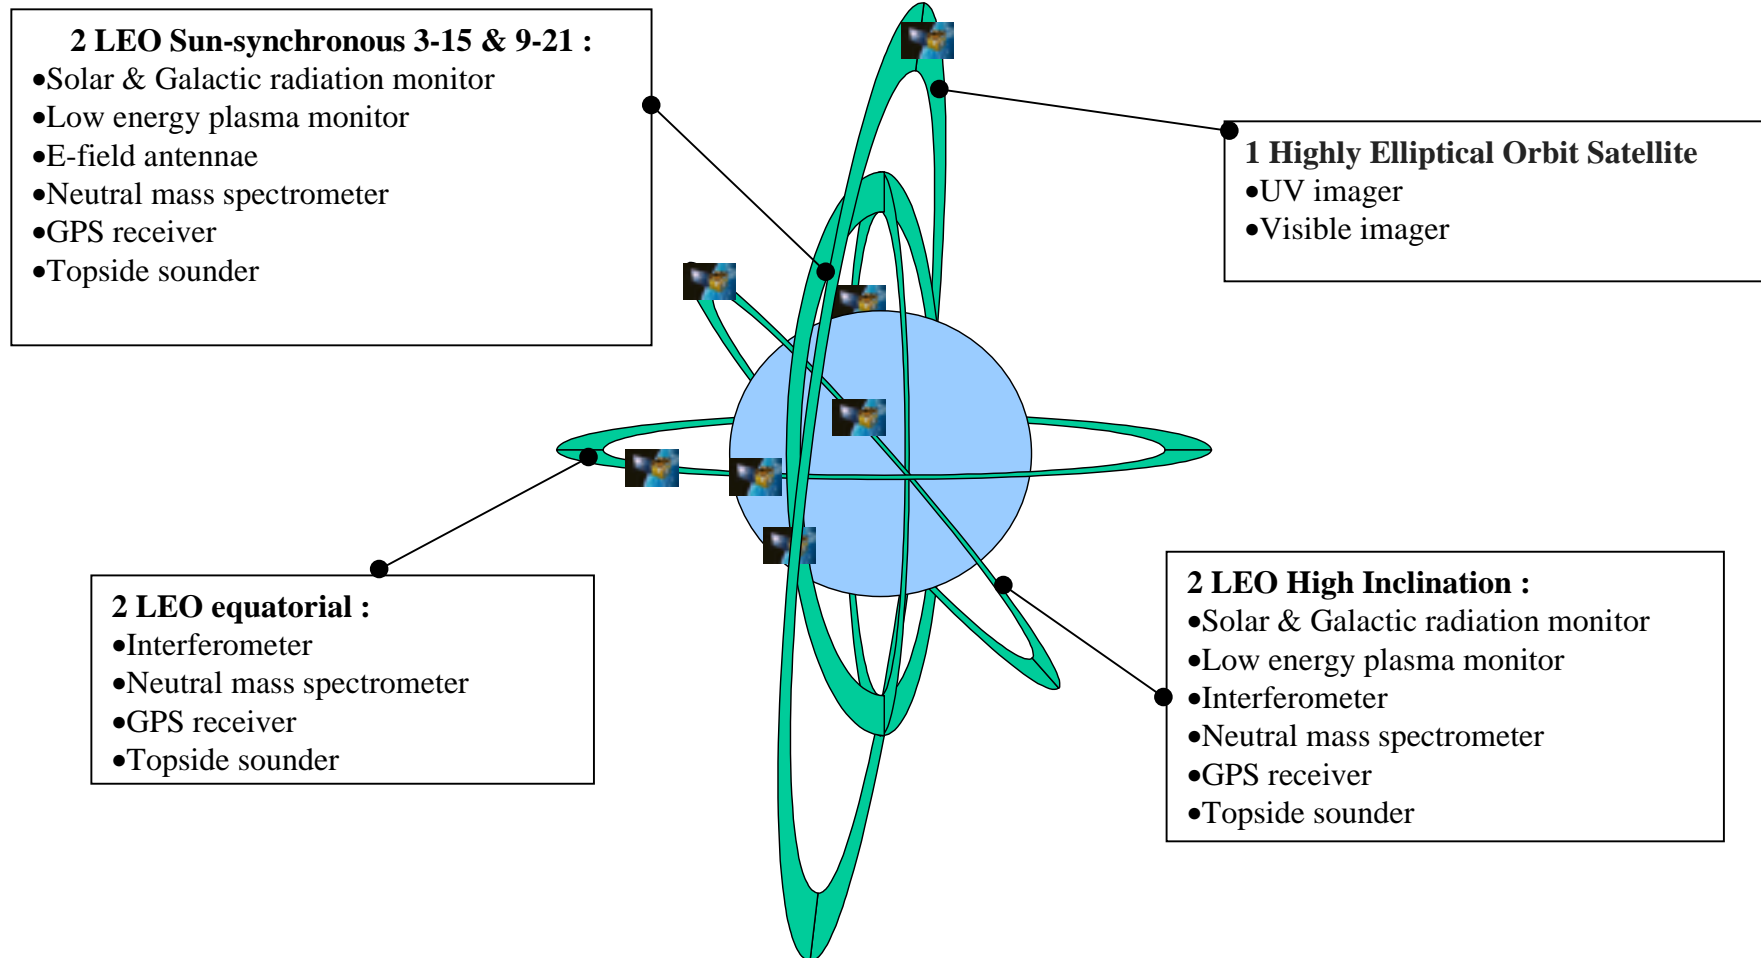 2 LEO Sun-synchronous 3-15 & 9-21 :
•Solar & Galactic radiation monitor
•Low energy plasma monitor
•E-field antennae
•Neutral mass spectrometer
•GPS receiver
•Topside sounder
1 Highly Elliptical Orbit Satellite
•UV imager
•Visible imager
2 LEO equatorial :
•Interferometer
•Neutral mass spectrometer
•GPS receiver
•Topside sounder
2 LEO High Inclination :
•Solar & Galactic radiation monitor
•Low energy plasma monitor
•Interferometer
•Neutral mass spectrometer
•GPS receiver
•Topside sounder